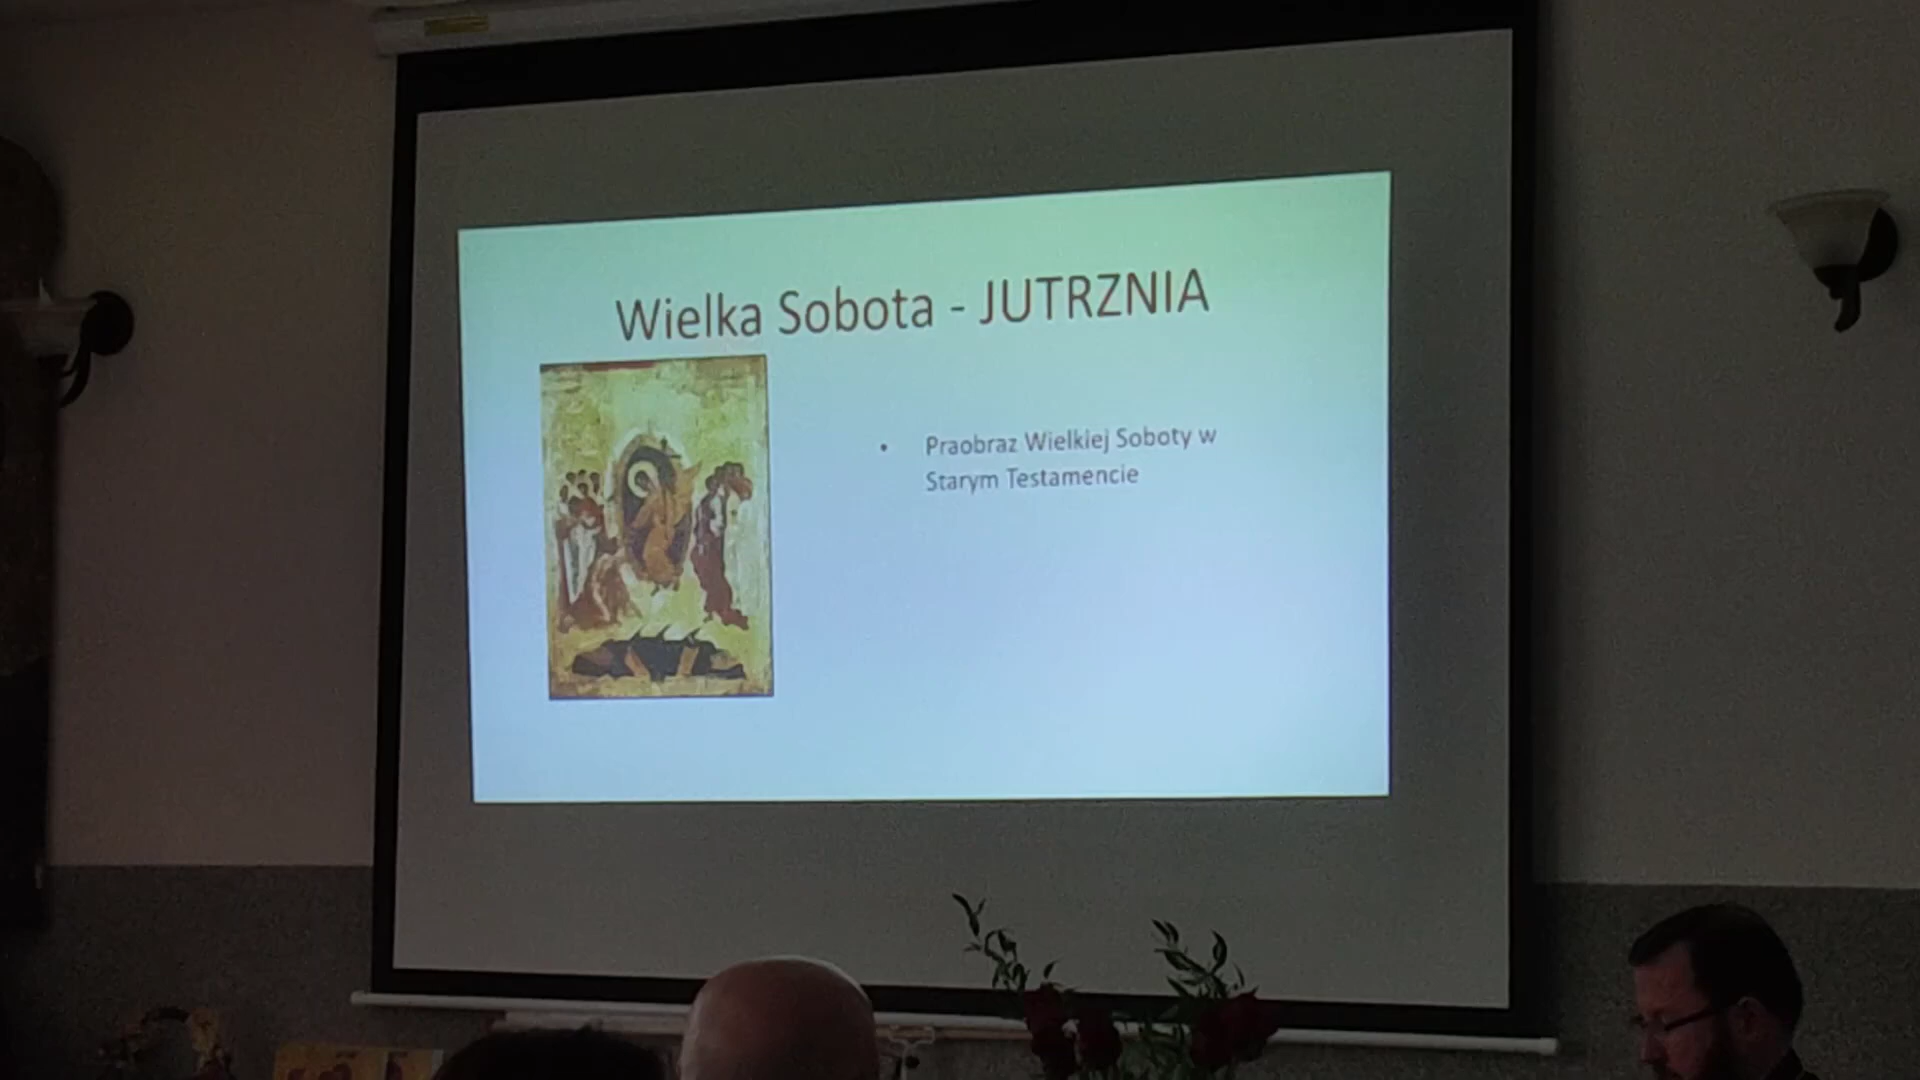 Wielka Sobota - JUTRZNIA
• Praobraz Wielkiej Soboty w
Starym Testamencie